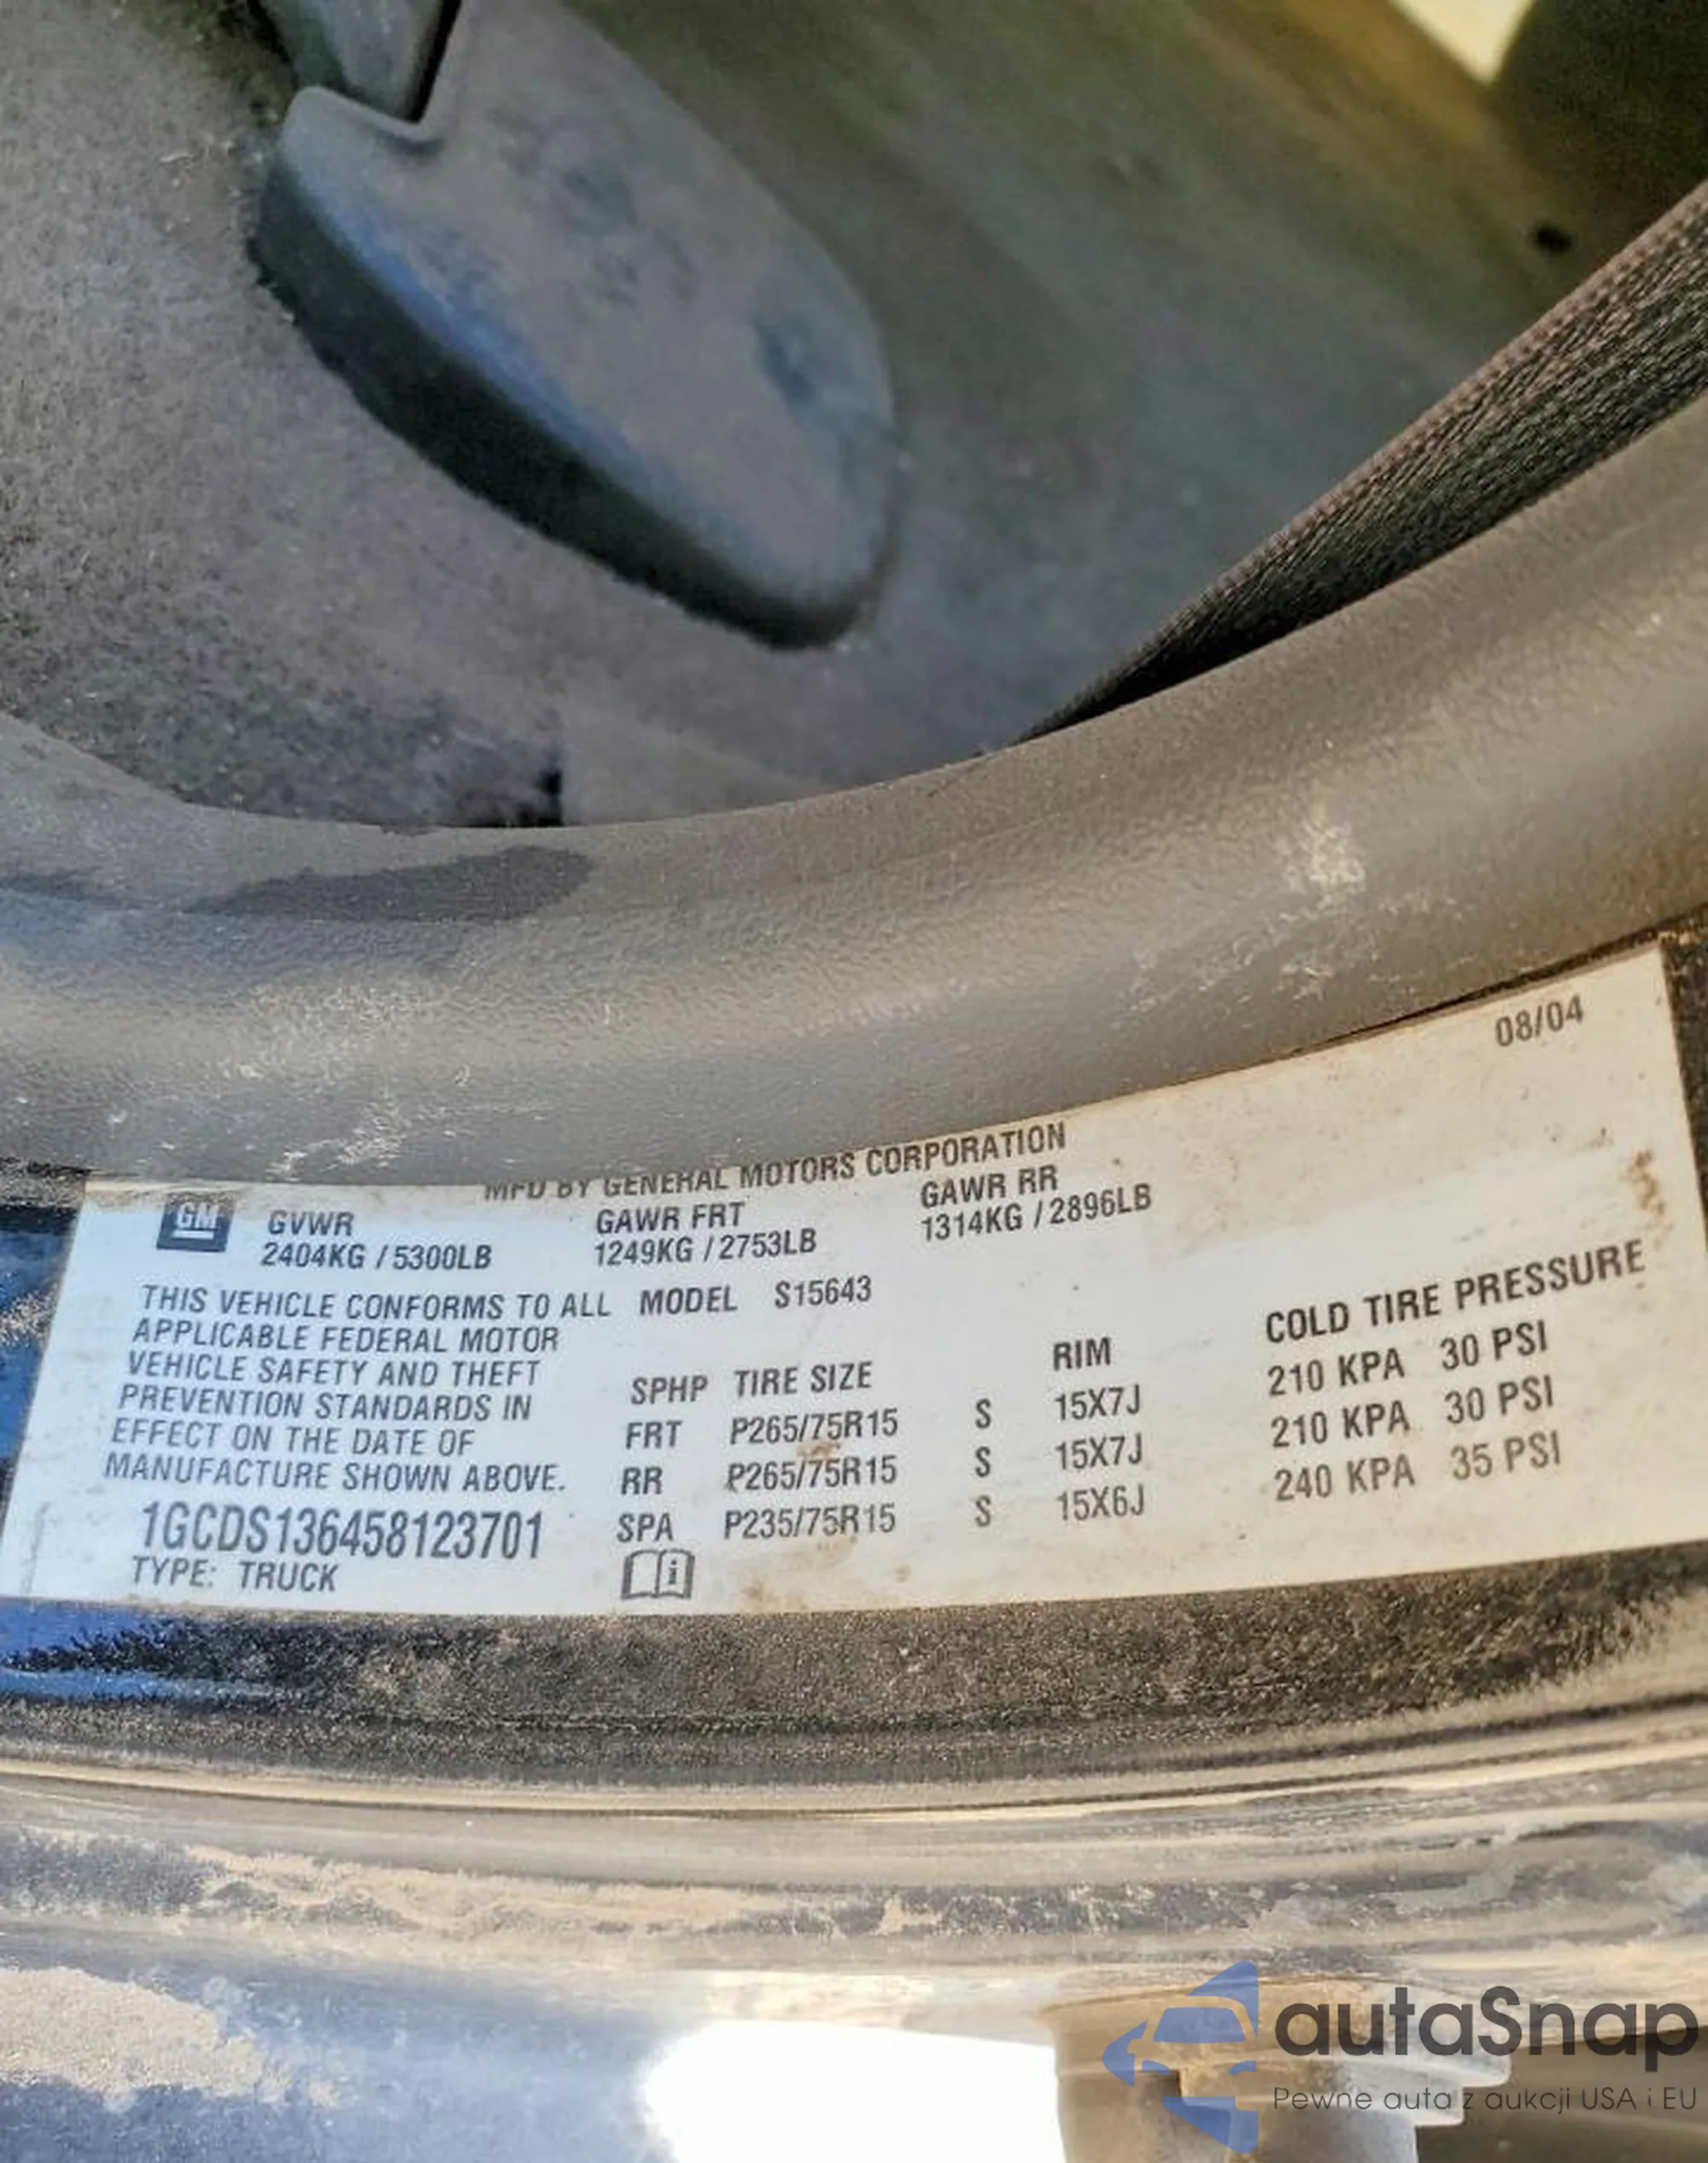 08/04
MFD BY GENERAL MOTORS CORPORATION
GM
GVWR GAWR FRT GAWR RR
2404KG / 5300LB 1249KG / 2753LB 1314KG / 2896LB
THIS VEHICLE CONFORMS TO ALL
APPLICABLE FEDERAL MOTOR
VEHICLE SAFETY AND THEFT
PREVENTION STANDARDS IN
EFFECT ON THE DATE OF
MANUFACTURE SHOWN ABOVE.
1GCDS136458123701
TYPE: TRUCK
MODEL S15643
SPHP TIRE SIZE RIM COLD TIRE PRESSURE
FRT P265/75R15 S 15X7J 210 KPA 30 PSI
RR P265/75R15 S 15X7J 210 KPA 30 PSI
SPA P235/75R15 S 15X6J 240 KPA 35 PSI
i
autaSnap
Pewne auta z aukcji USA i EU